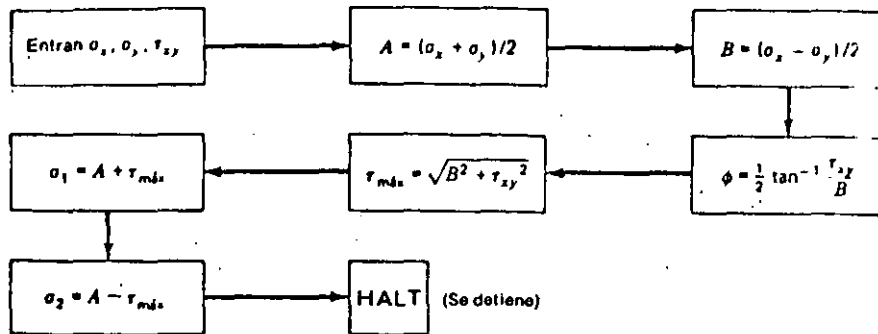 Entran σx, σy, τxy
A = (σx + σy)/2
B = (σx − σy)/2
ϕ = 1/2 tan⁻¹ τxy/B
τmáx = √B² + τxy²
σ1 = A + τmáx
σ2 = A − τmáx
HALT (Se detiene)